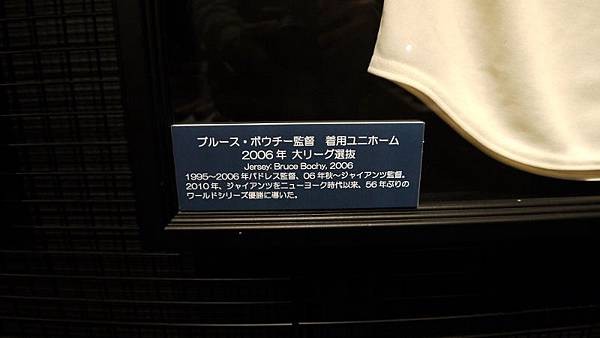 ブルース・ボウチー監督　着用ユニホーム
2006年 大リーグ選抜
Jersey: Bruce Bochy, 2006
1995〜2006年パドレス監督、06年秋〜ジャイアンツ監督。
2010年、ジャイアンツをニューヨーク時代以来、56年ぶりの
ワールドシリーズ優勝に導いた。